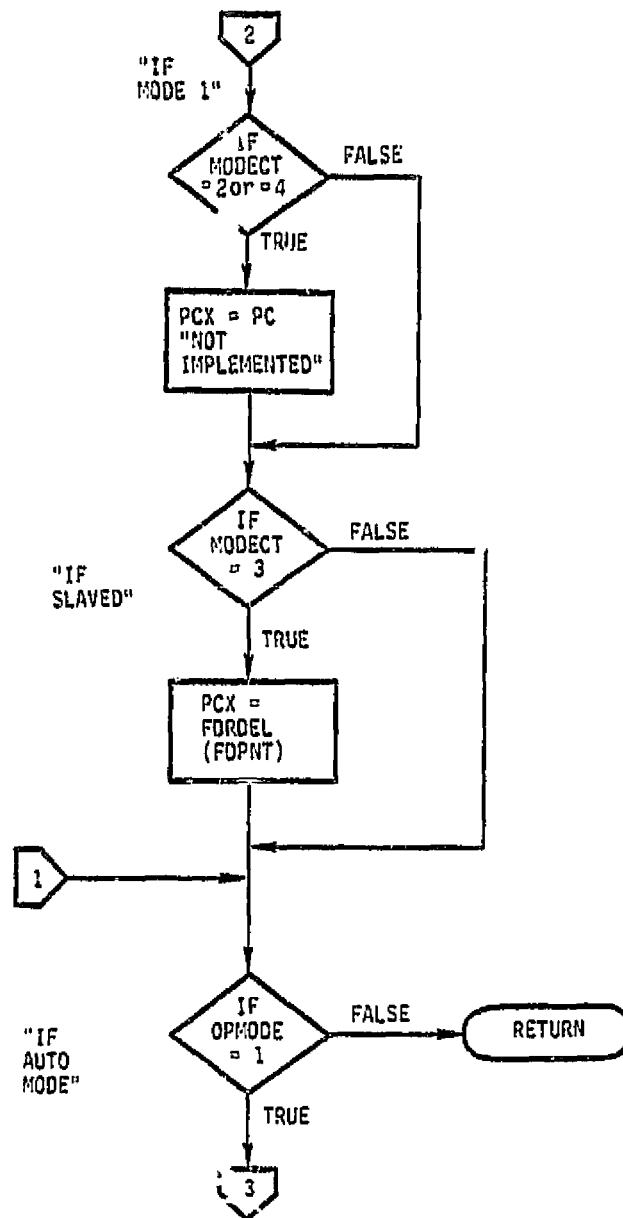 2
"IF
MODE 1"
IF
MODECT
=2or=4
FALSE
TRUE
PCX = PC
"NOT
IMPLEMENTED"
IF
MODECT
= 3
FALSE
"IF
SLAVED"
TRUE
PCX =
FDRDEL
(FDPNT)
1
IF
OPMODE
= 1
FALSE
RETURN
"IF
AUTO
MODE"
TRUE
3